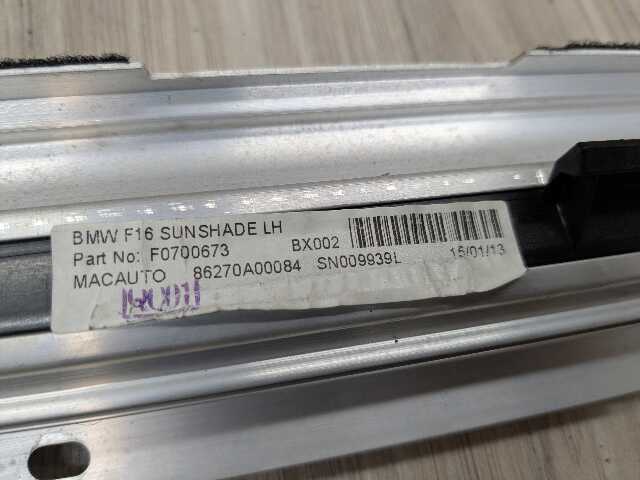 BMW F16 SUNSHADE LH
Part No: F0700673 BX002
MACAUTO 86270A00084 SN009939L 15/01/13